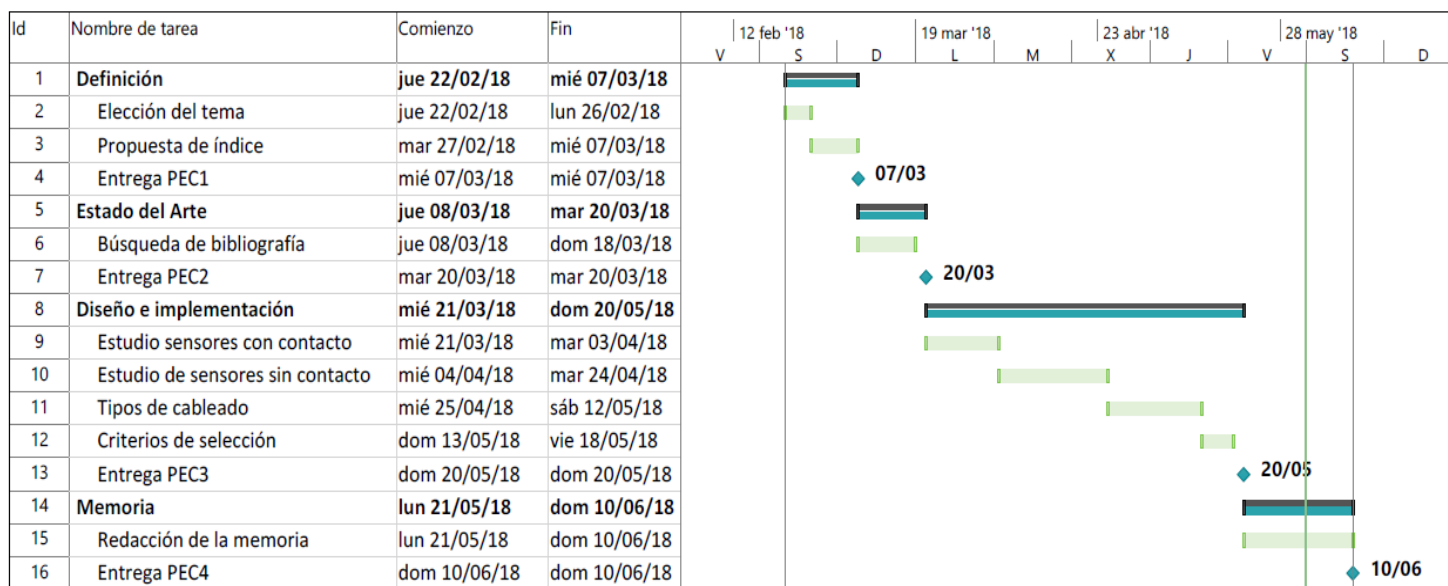 Id Nombre de tarea Comienzo Fin 12 feb '18 19 mar '18 23 abr '18 28 may '18
V S D L M X J V S D
1 Definición jue 22/02/18 mié 07/03/18
2 Elección del tema jue 22/02/18 lun 26/02/18
3 Propuesta de índice mar 27/02/18 mié 07/03/18
4 Entrega PEC1 mié 07/03/18 mié 07/03/18 07/03
5 Estado del Arte jue 08/03/18 mar 20/03/18
6 Búsqueda de bibliografía jue 08/03/18 dom 18/03/18
7 Entrega PEC2 mar 20/03/18 mar 20/03/18 20/03
8 Diseño e implementación mié 21/03/18 dom 20/05/18
9 Estudio sensores con contacto mié 21/03/18 mar 03/04/18
10 Estudio de sensores sin contacto mié 04/04/18 mar 24/04/18
11 Tipos de cableado mié 25/04/18 sáb 12/05/18
12 Criterios de selección dom 13/05/18 vie 18/05/18
13 Entrega PEC3 dom 20/05/18 dom 20/05/18 20/05
14 Memoria lun 21/05/18 dom 10/06/18
15 Redacción de la memoria lun 21/05/18 dom 10/06/18
16 Entrega PEC4 dom 10/06/18 dom 10/06/18 10/06